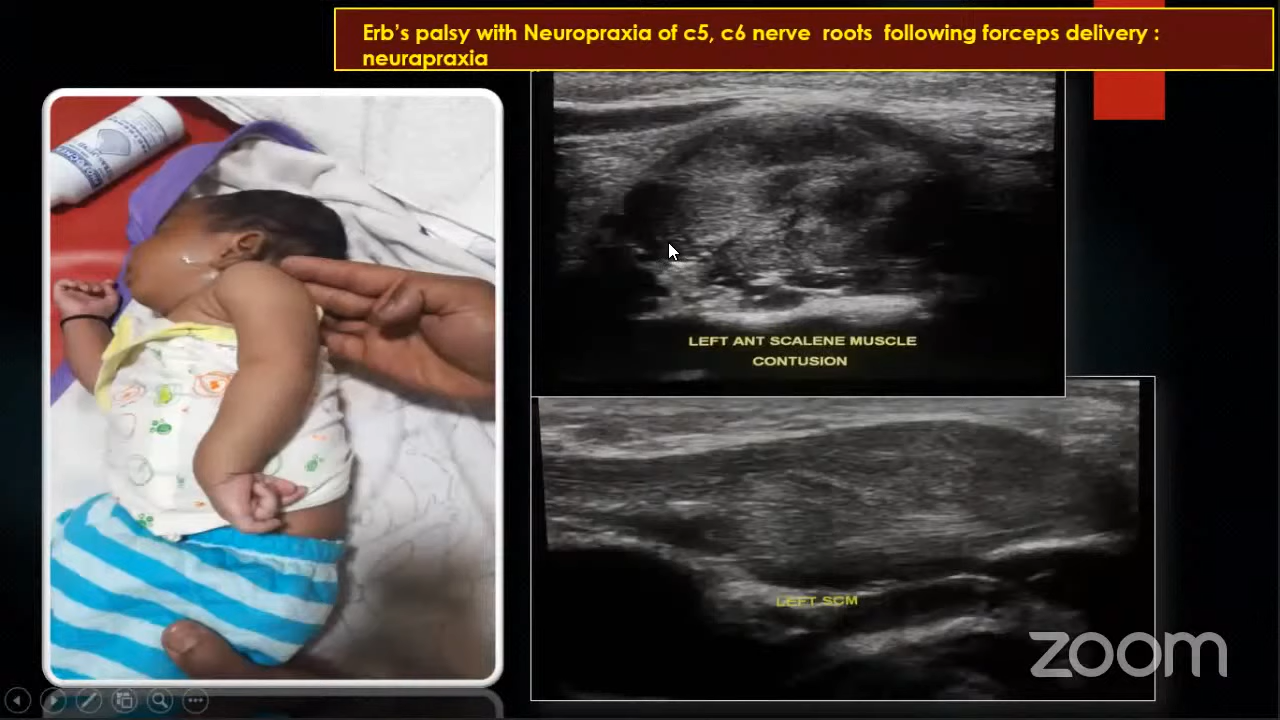 Erb's palsy with Neuropraxia of c5, c6 nerve roots following forceps delivery :
neurapraxia
LEFT ANT SCALENE MUSCLE
CONTUSION
LEFT SCM
zoom